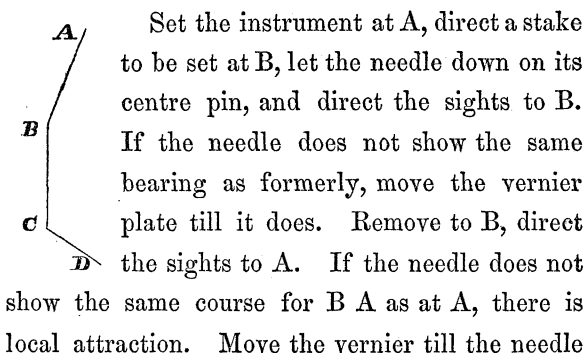 A Set the instrument at A, direct a stake
to be set at B, let the needle down on its
centre pin, and direct the sights to B.
B If the needle does not show the same
bearing as formerly, move the vernier
C plate till it does. Remove to B, direct
D the sights to A. If the needle does not
show the same course for B A as at A, there is
local attraction. Move the vernier till the needle